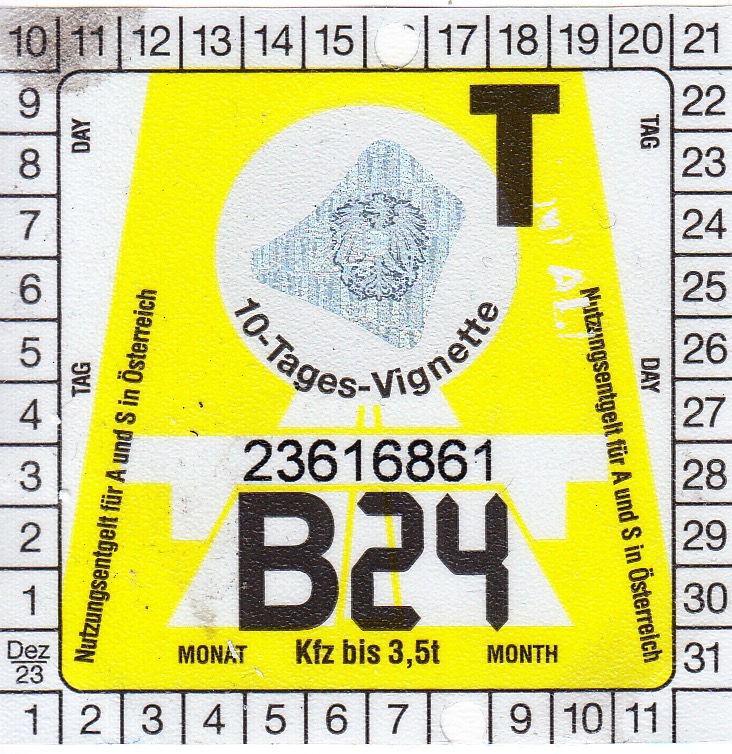 10 11 12 13 14 15 17 18 19 20 21
9
8
7
6
5
4
3
2
1
Dez
23
DAY
TAG
T
TAG
DAY
10-Tages-Vignette
Nutzungsentgelt für A und S in Österreich
Nutzungsentgelt für A und S in Österreich
23616861
B24
MONAT Kfz bis 3,5t MONTH
22
23
24
25
26
27
28
29
30
31
1 2 3 4 5 6 7 9 10 11